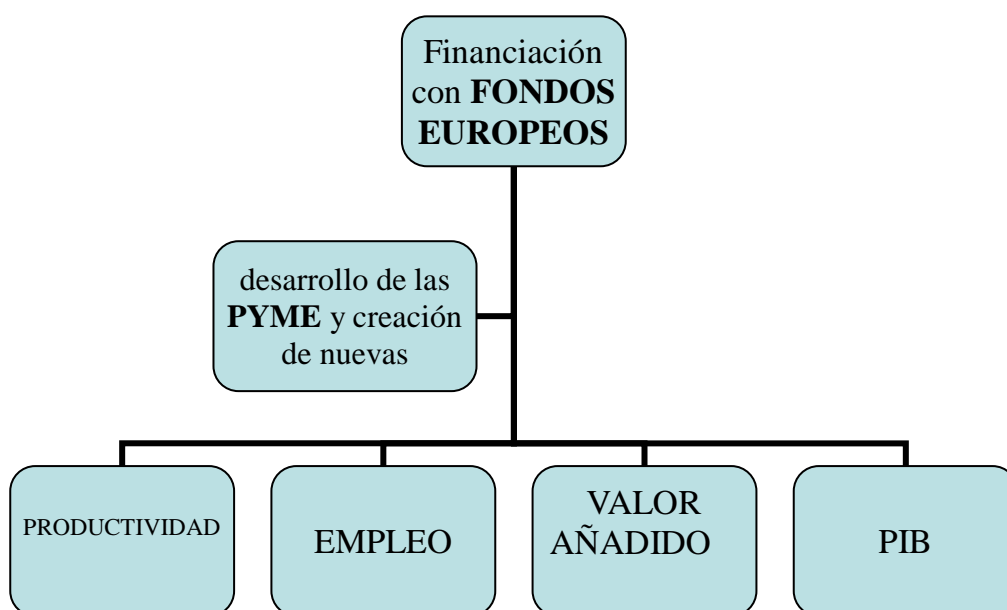 Financiación
con FONDOS
EUROPEOS
desarrollo de las
PYME y creación
de nuevas
PRODUCTIVIDAD
EMPLEO
VALOR
AÑADIDO
PIB